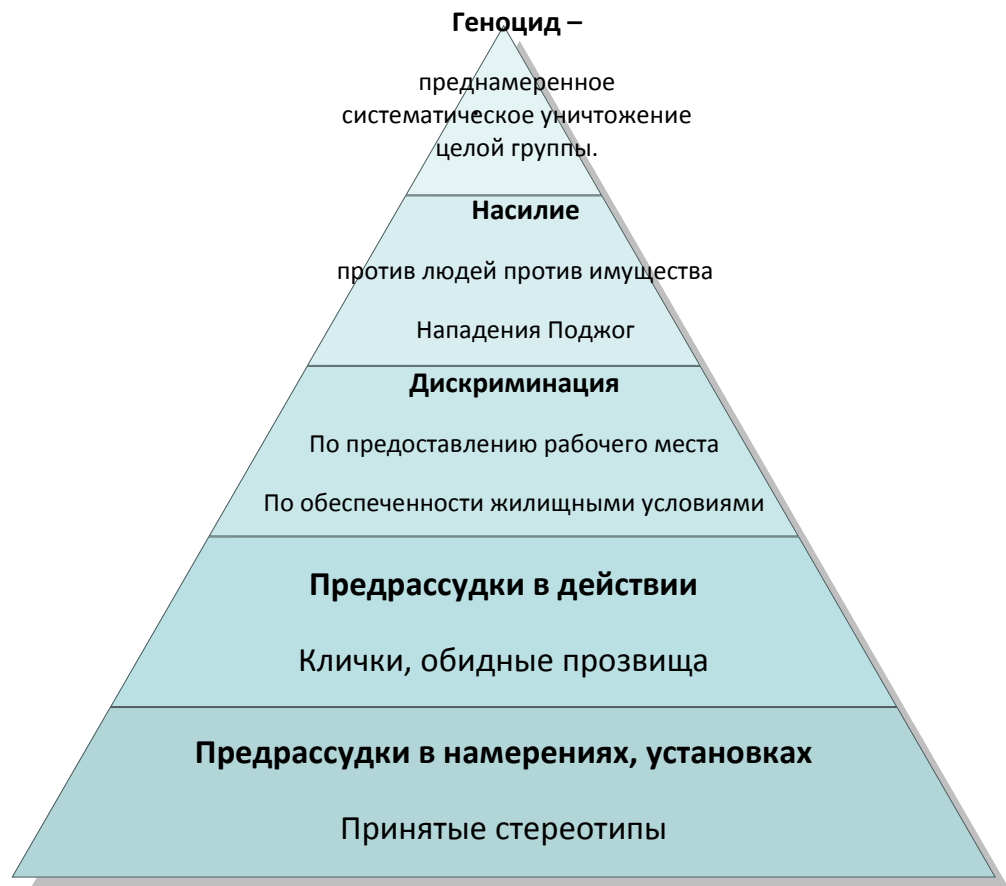 Геноцид –
преднамеренное
систематическое уничтожение
целой группы.
Насилие
против людей против имущества
Нападения Поджог
Дискриминация
По предоставлению рабочего места
По обеспеченности жилищными условиями
Предрассудки в действии
Клички, обидные прозвища
Предрассудки в намерениях, установках
Принятые стереотипы